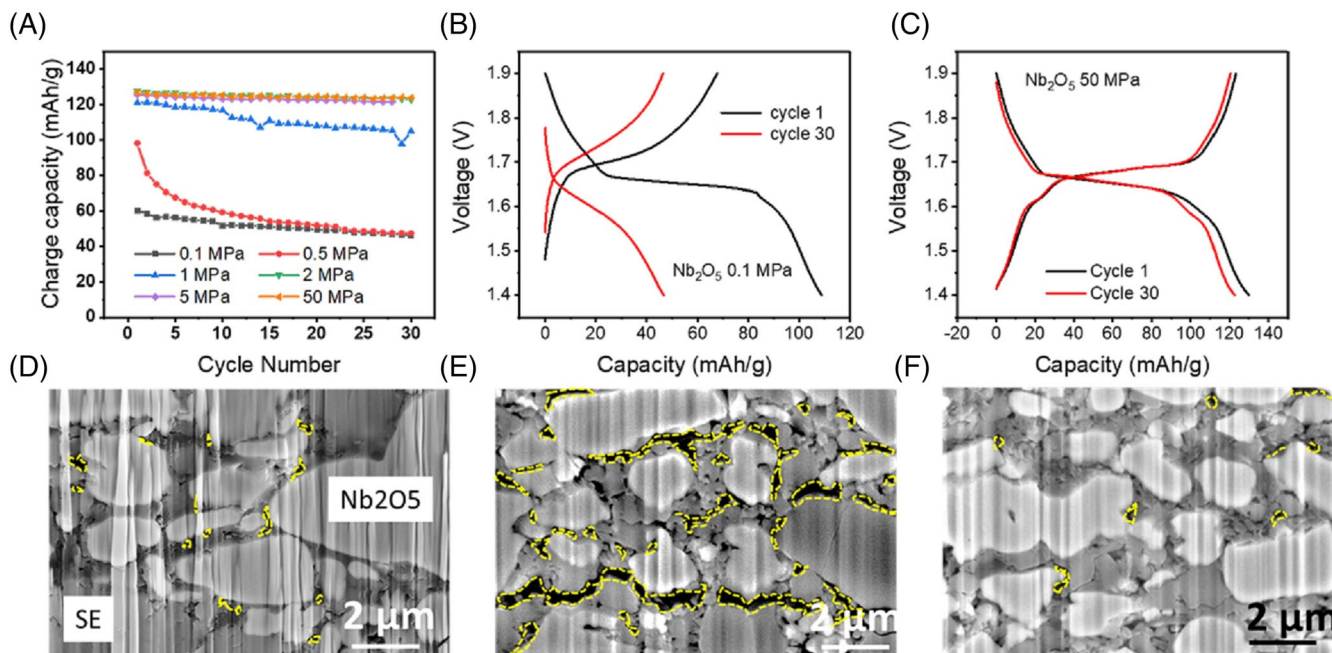 (A)
Charge capacity (mAh/g)
140
120
100
80
60
40
20
0
0 5 10 15 20 25 30
0.1 MPa 0.5 MPa
1 MPa 2 MPa
5 MPa 50 MPa
Cycle Number
(B)
Voltage (V)
1.9
1.8
1.7
1.6
1.5
1.4
cycle 1
cycle 30
Nb₂O₅ 0.1 MPa
0 20 40 60 80 100 120
Capacity (mAh/g)
(C)
Voltage (V)
1.9
1.8
1.7
1.6
1.5
1.4
Nb₂O₅ 50 MPa
Cycle 1
Cycle 30
-20 0 20 40 60 80 100 120 140
Capacity (mAh/g)
(D)
Nb2O5
SE
2 μm
(E)
2 μm
(F)
2 μm